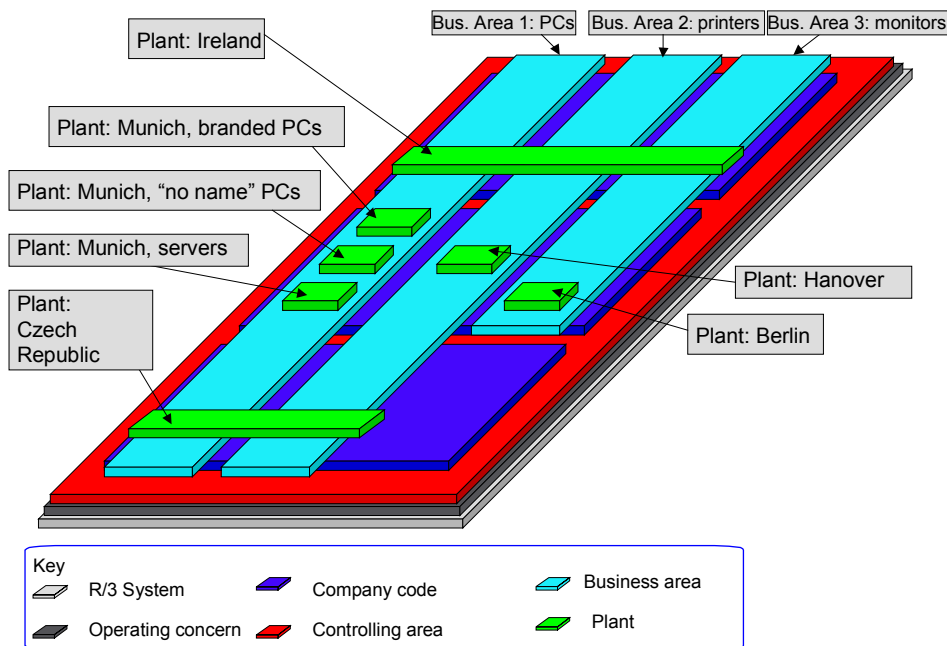 Bus. Area 1: PCs
Bus. Area 2: printers
Bus. Area 3: monitors
Plant: Ireland
Plant: Munich, branded PCs
Plant: Munich, “no name” PCs
Plant: Munich, servers
Plant:
Czech
Republic
Plant: Hanover
Plant: Berlin
Key
R/3 System
Company code
Business area
Operating concern
Controlling area
Plant